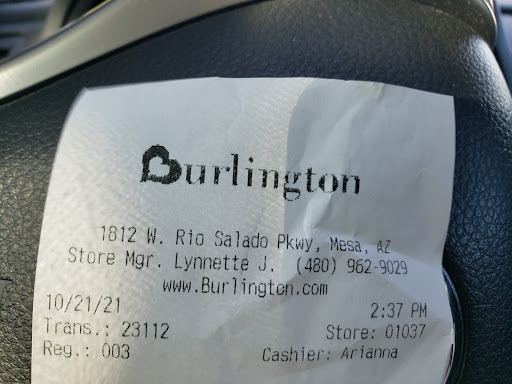 Burlington
1812 W. Rio Salado Pkwy, Mesa, AZ
Store Mgr. Lynnette J. (480) 962-9029
www.Burlington.com
10/21/21 2:37 PM
Trans.: 23112 Store: 01037
Reg.: 003 Cashier: Arianna